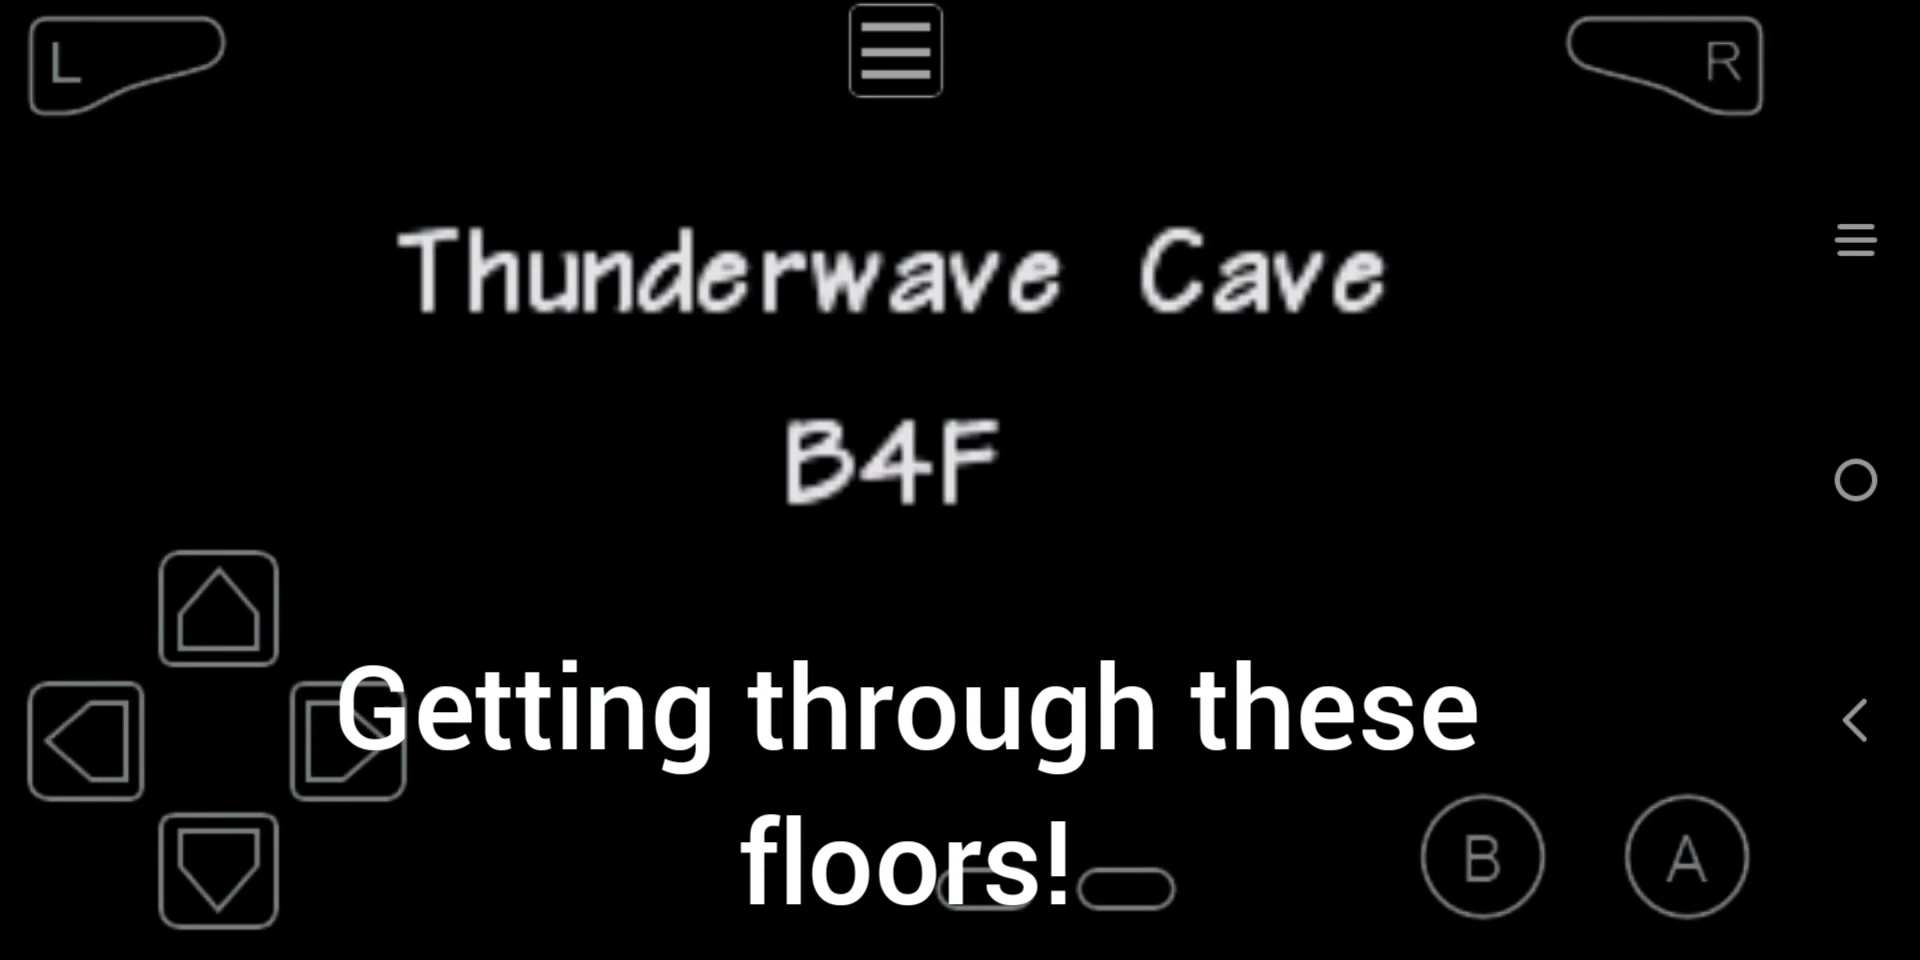 L
R
Thunderwave Cave
B4F
Getting through these
floors!
B
A